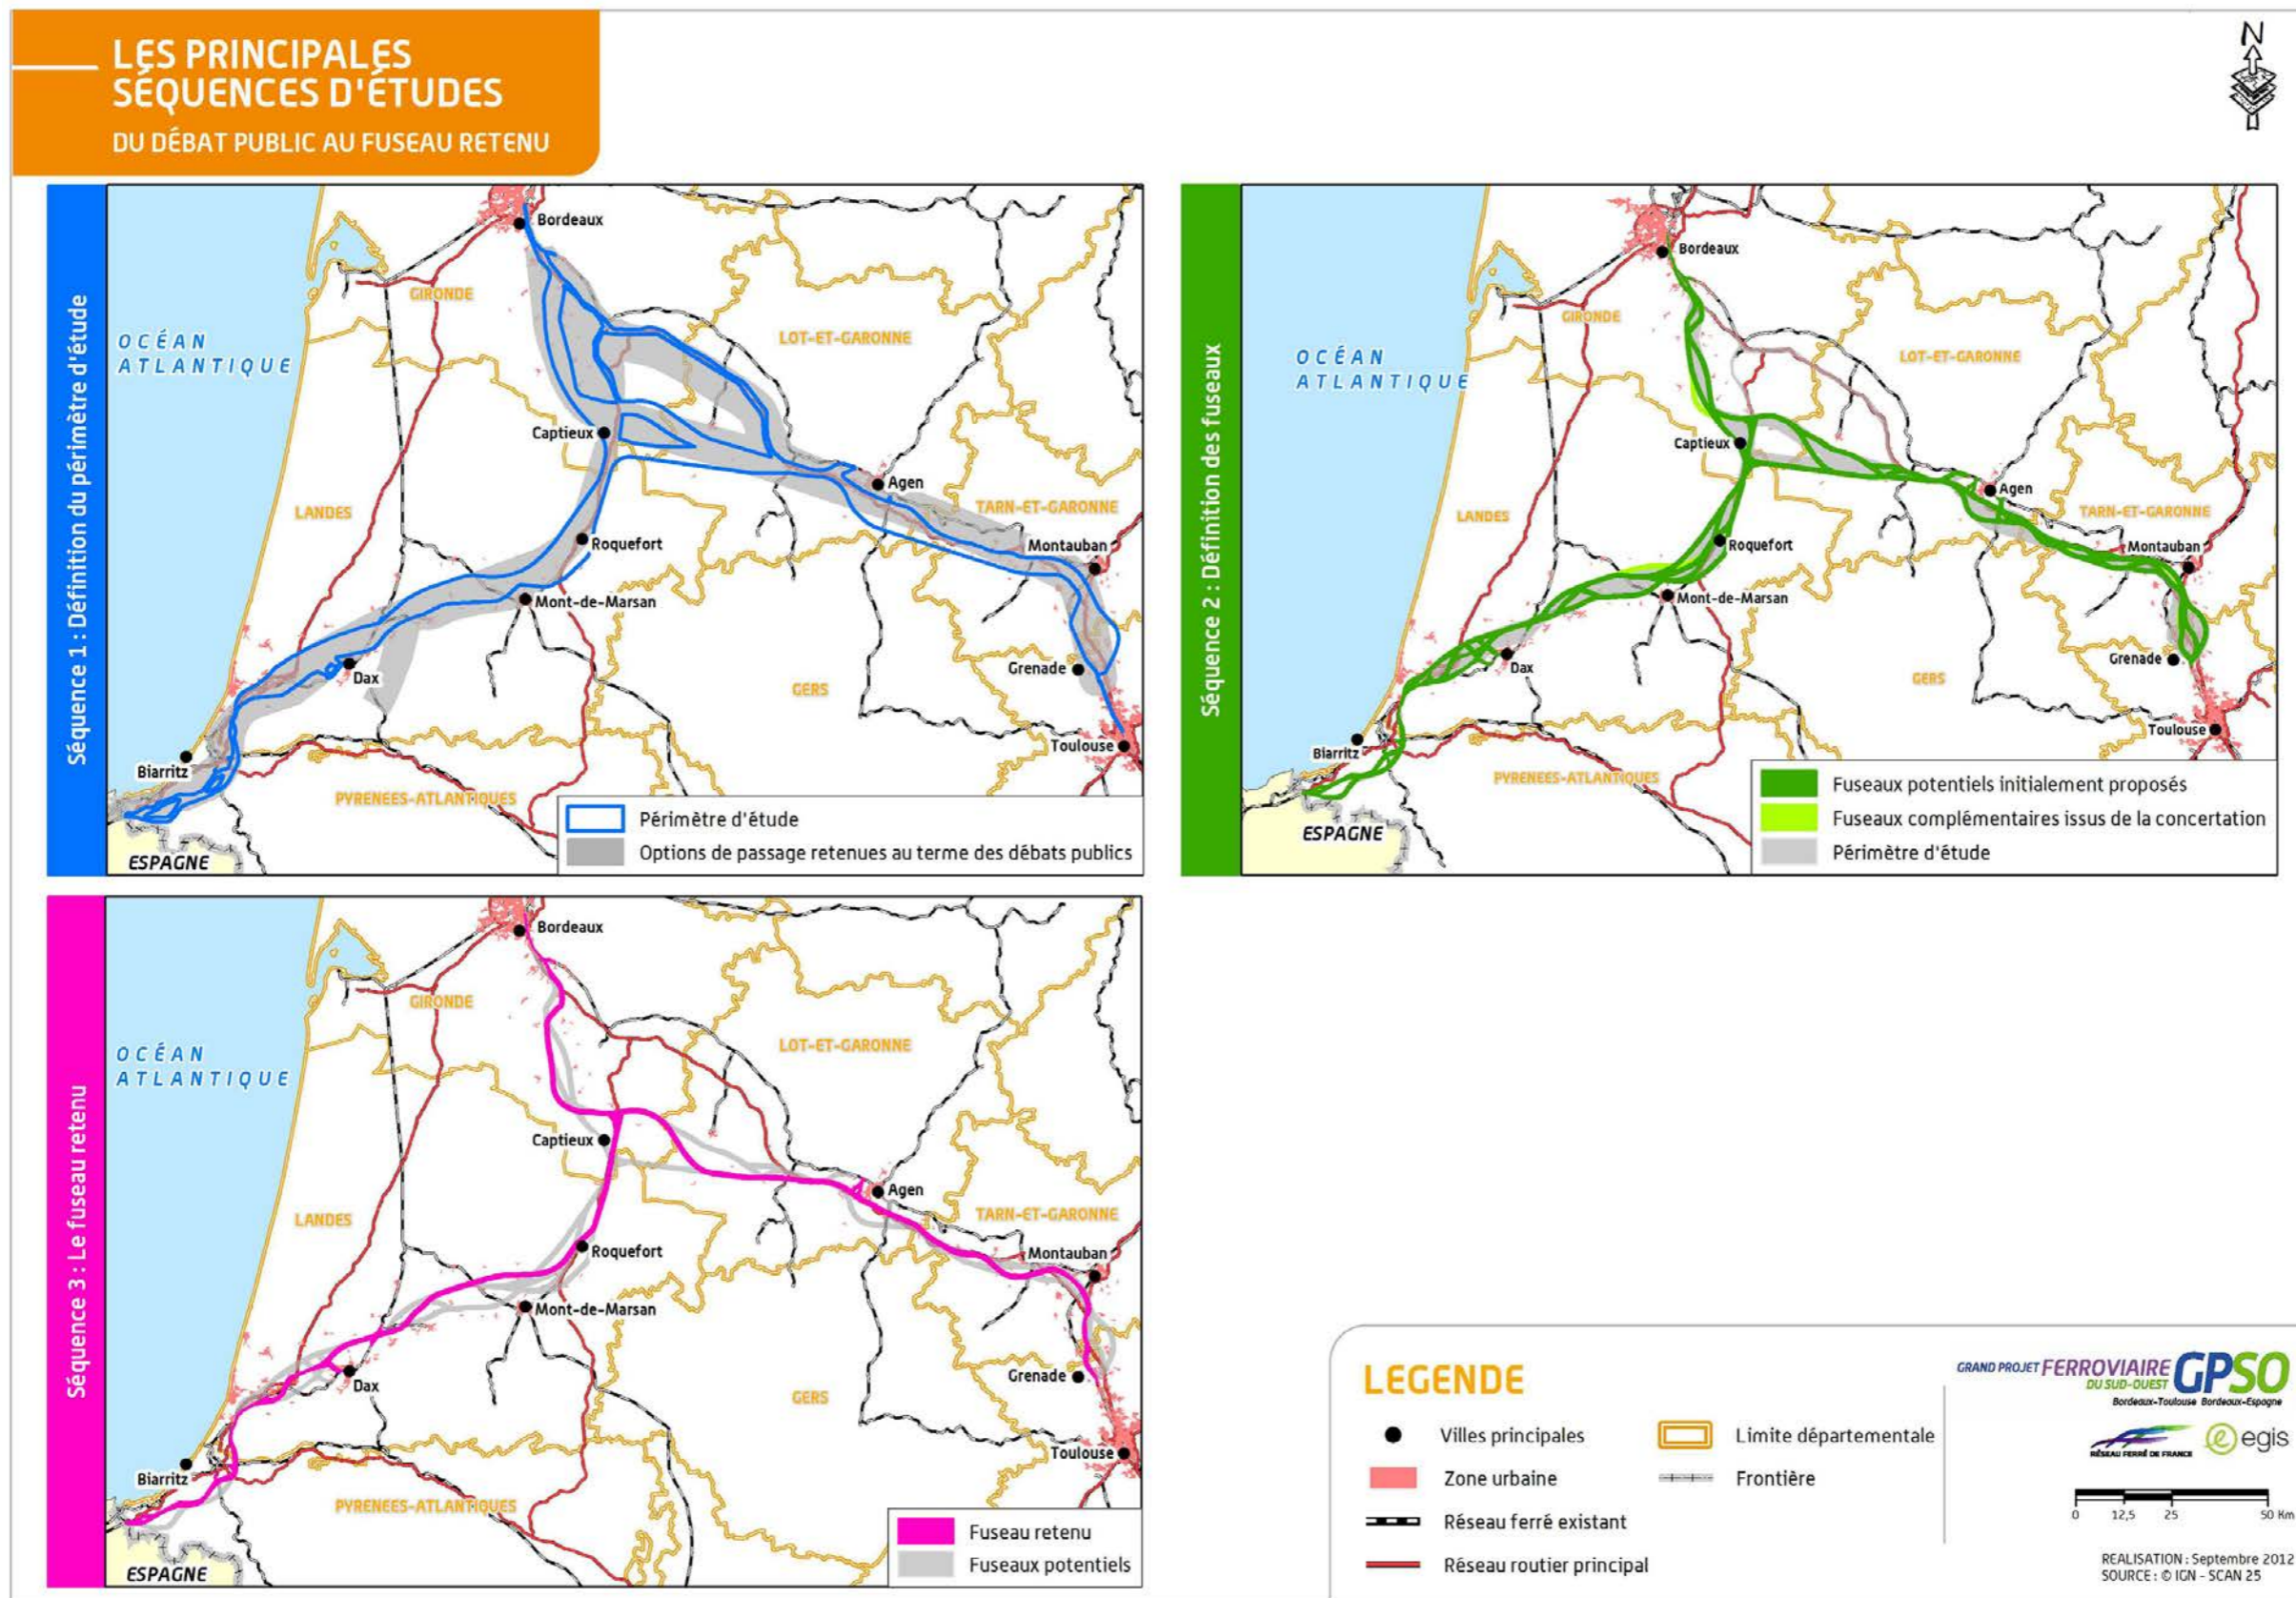 LES PRINCIPALES
SÉQUENCES D'ÉTUDES
DU DÉBAT PUBLIC AU FUSEAU RETENU
N
Séquence 1 : Définition du périmètre d'étude
Bordeaux
GIRONDE
OCÉAN
ATLANTIQUE
LOT-ET-GARONNE
Captieux
Agen
LANDES
TARN-ET-GARONNE
Roquefort
Montauban
Mont-de-Marsan
Dax
Grenade
GERS
Toulouse
Biarritz
PYRENEES-ATLANTIQUES
ESPAGNE
Périmètre d'étude
Options de passage retenues au terme des débats publics
Séquence 2 : Définition des fuseaux
Bordeaux
GIRONDE
OCÉAN
ATLANTIQUE
LOT-ET-GARONNE
Captieux
Agen
LANDES
TARN-ET-GARONNE
Roquefort
Montauban
Mont-de-Marsan
Dax
Grenade
GERS
Toulouse
Biarritz
PYRENEES-ATLANTIQUES
ESPAGNE
Fuseaux potentiels initialement proposés
Fuseaux complémentaires issus de la concertation
Périmètre d'étude
Séquence 3 : Le fuseau retenu
Bordeaux
GIRONDE
OCÉAN
ATLANTIQUE
LOT-ET-GARONNE
Captieux
Agen
LANDES
TARN-ET-GARONNE
Roquefort
Montauban
Mont-de-Marsan
Dax
Grenade
GERS
Toulouse
Biarritz
PYRENEES-ATLANTIQUES
ESPAGNE
Fuseau retenu
Fuseaux potentiels
LEGENDE
Villes principales
Zone urbaine
Réseau ferré existant
Réseau routier principal
Limite départementale
Frontière
GRAND PROJET FERROVIAIRE GPSO
DU SUD-OUEST
Bordeaux-Toulouse Bordeaux-Espagne
RÉSEAU FERRÉ DE FRANCE
e egis
0 12,5 25 50 Km
REALISATION : Septembre 2012
SOURCE : © IGN - SCAN 25